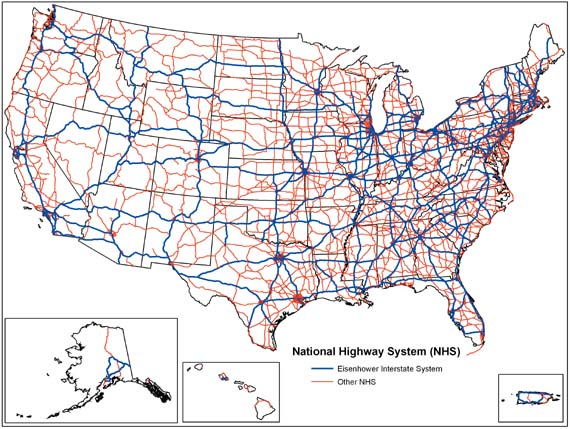 National Highway System (NHS)
Eisenhower Interstate System
Other NHS